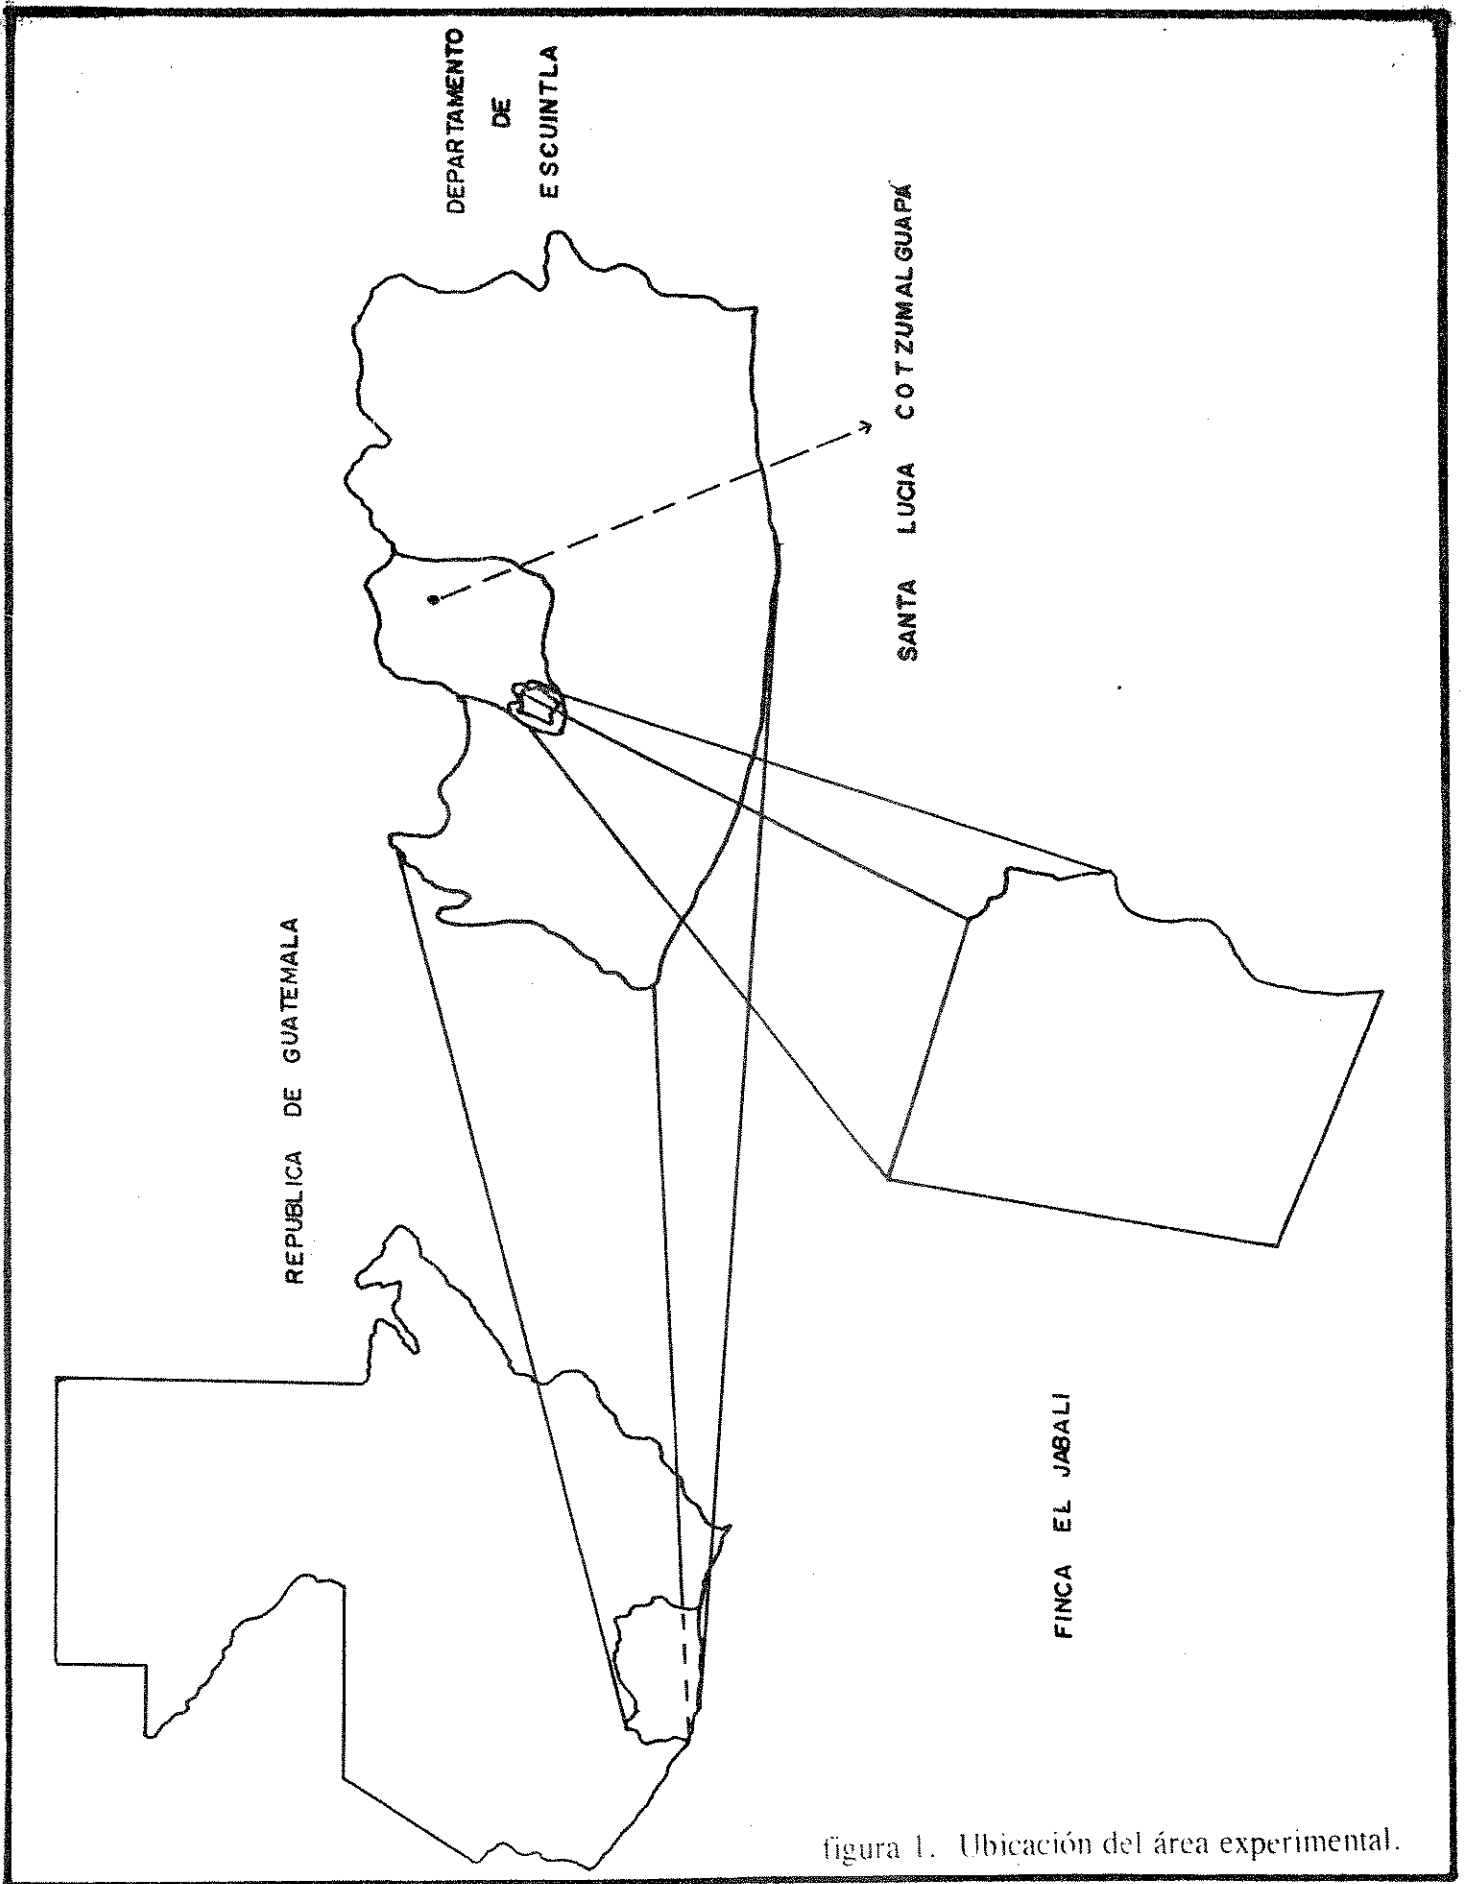 REPUBLICA DE GUATEMALA
DEPARTAMENTO
DE
ESCUINTLA
SANTA LUCIA COTZUMALGUAPA
FINCA EL JABALI
figura 1. Ubicación del área experimental.